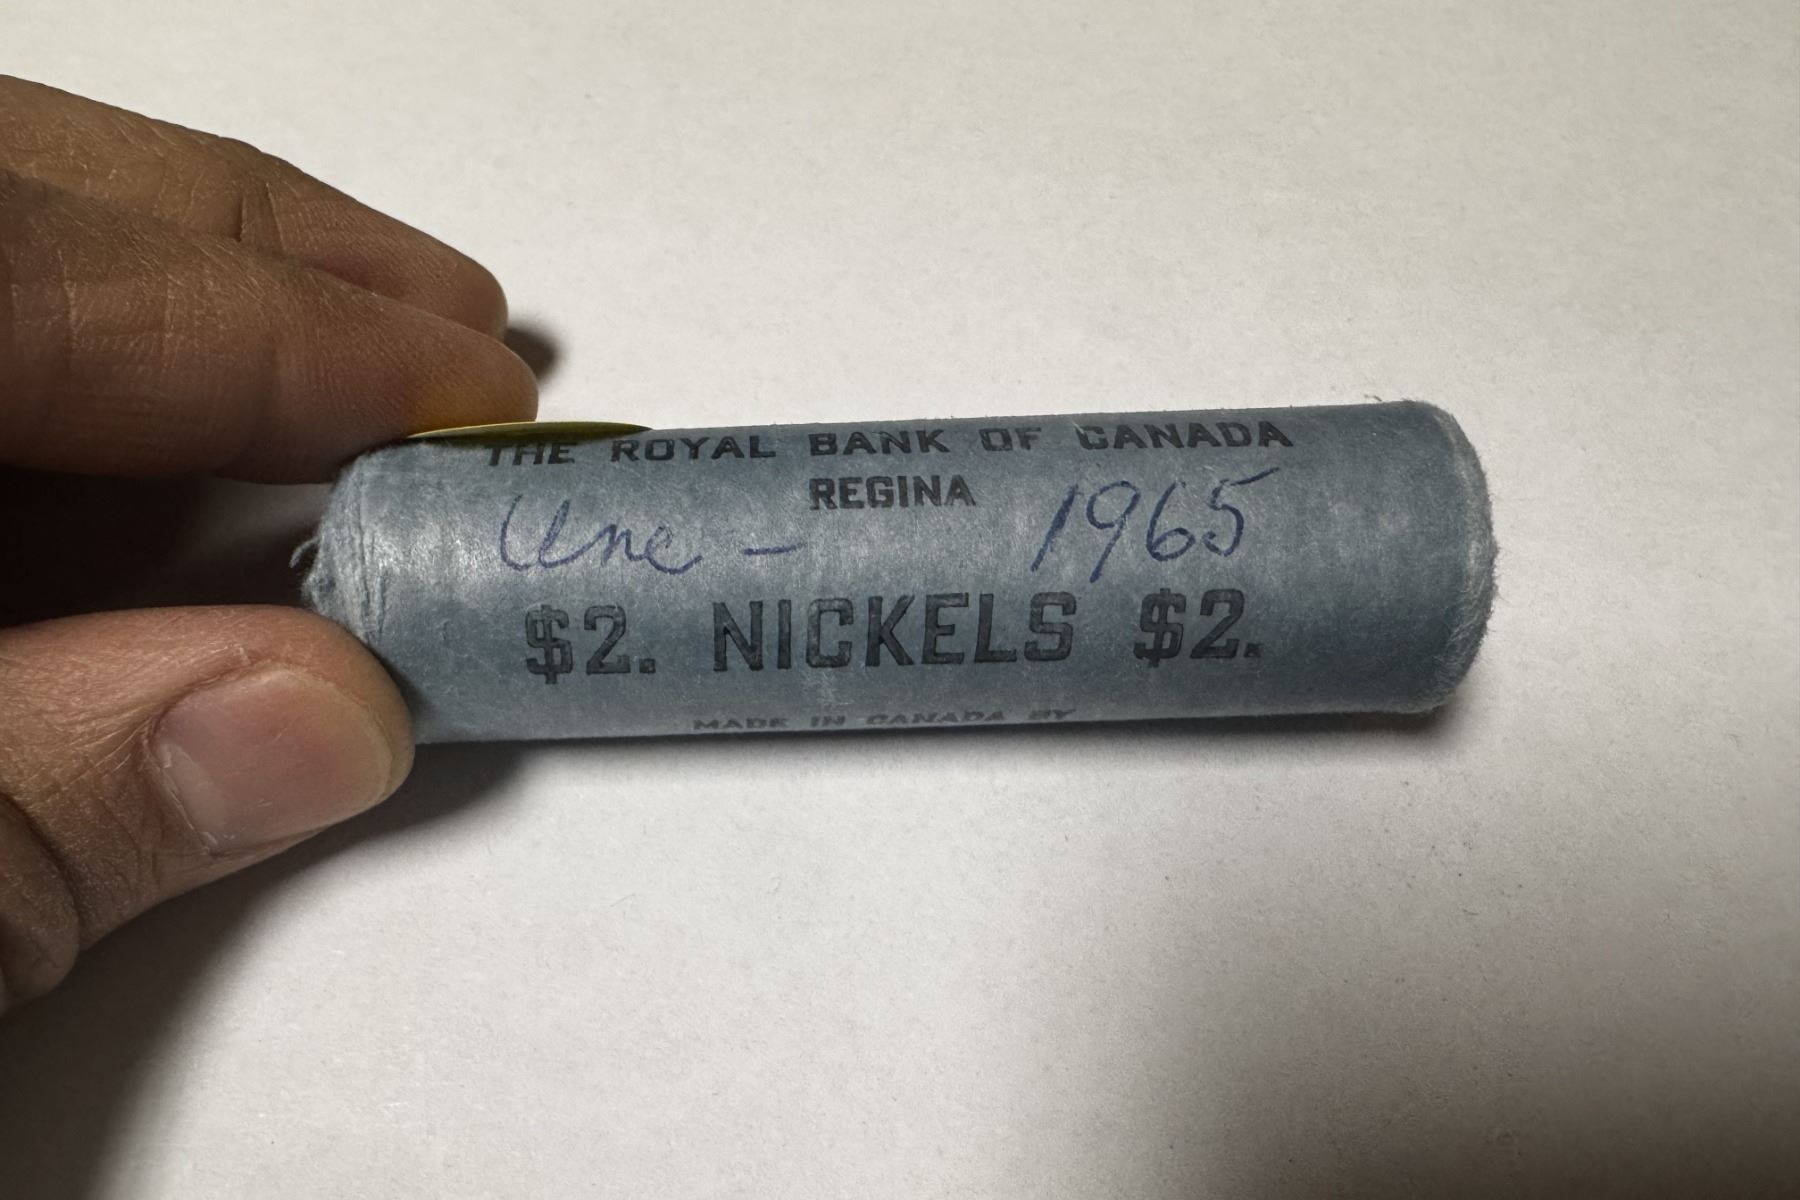 THE ROYAL BANK OF CANADA
REGINA
Unc - 1965
$2. NICKELS $2.
MADE IN CANADA BY